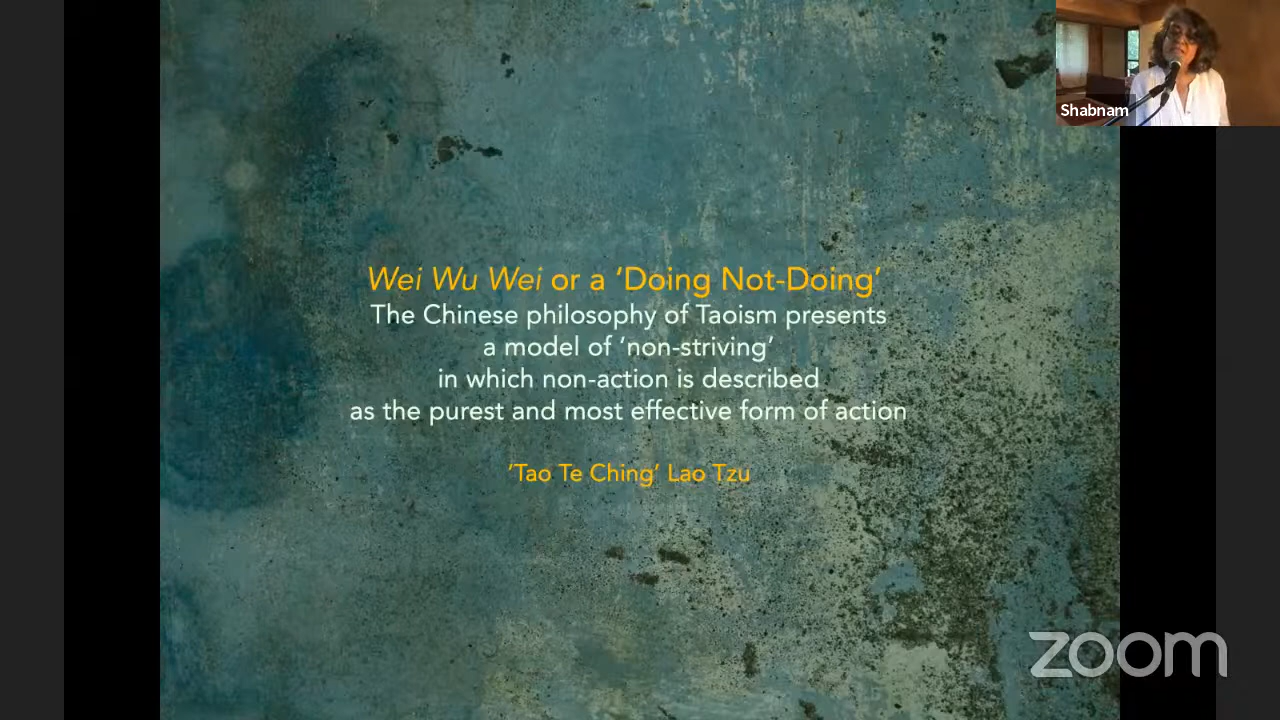 Shabnam
Wei Wu Wei or a ‘Doing Not-Doing’
The Chinese philosophy of Taoism presents
a model of ‘non-striving’
in which non-action is described
as the purest and most effective form of action
‘Tao Te Ching’ Lao Tzu
zoom